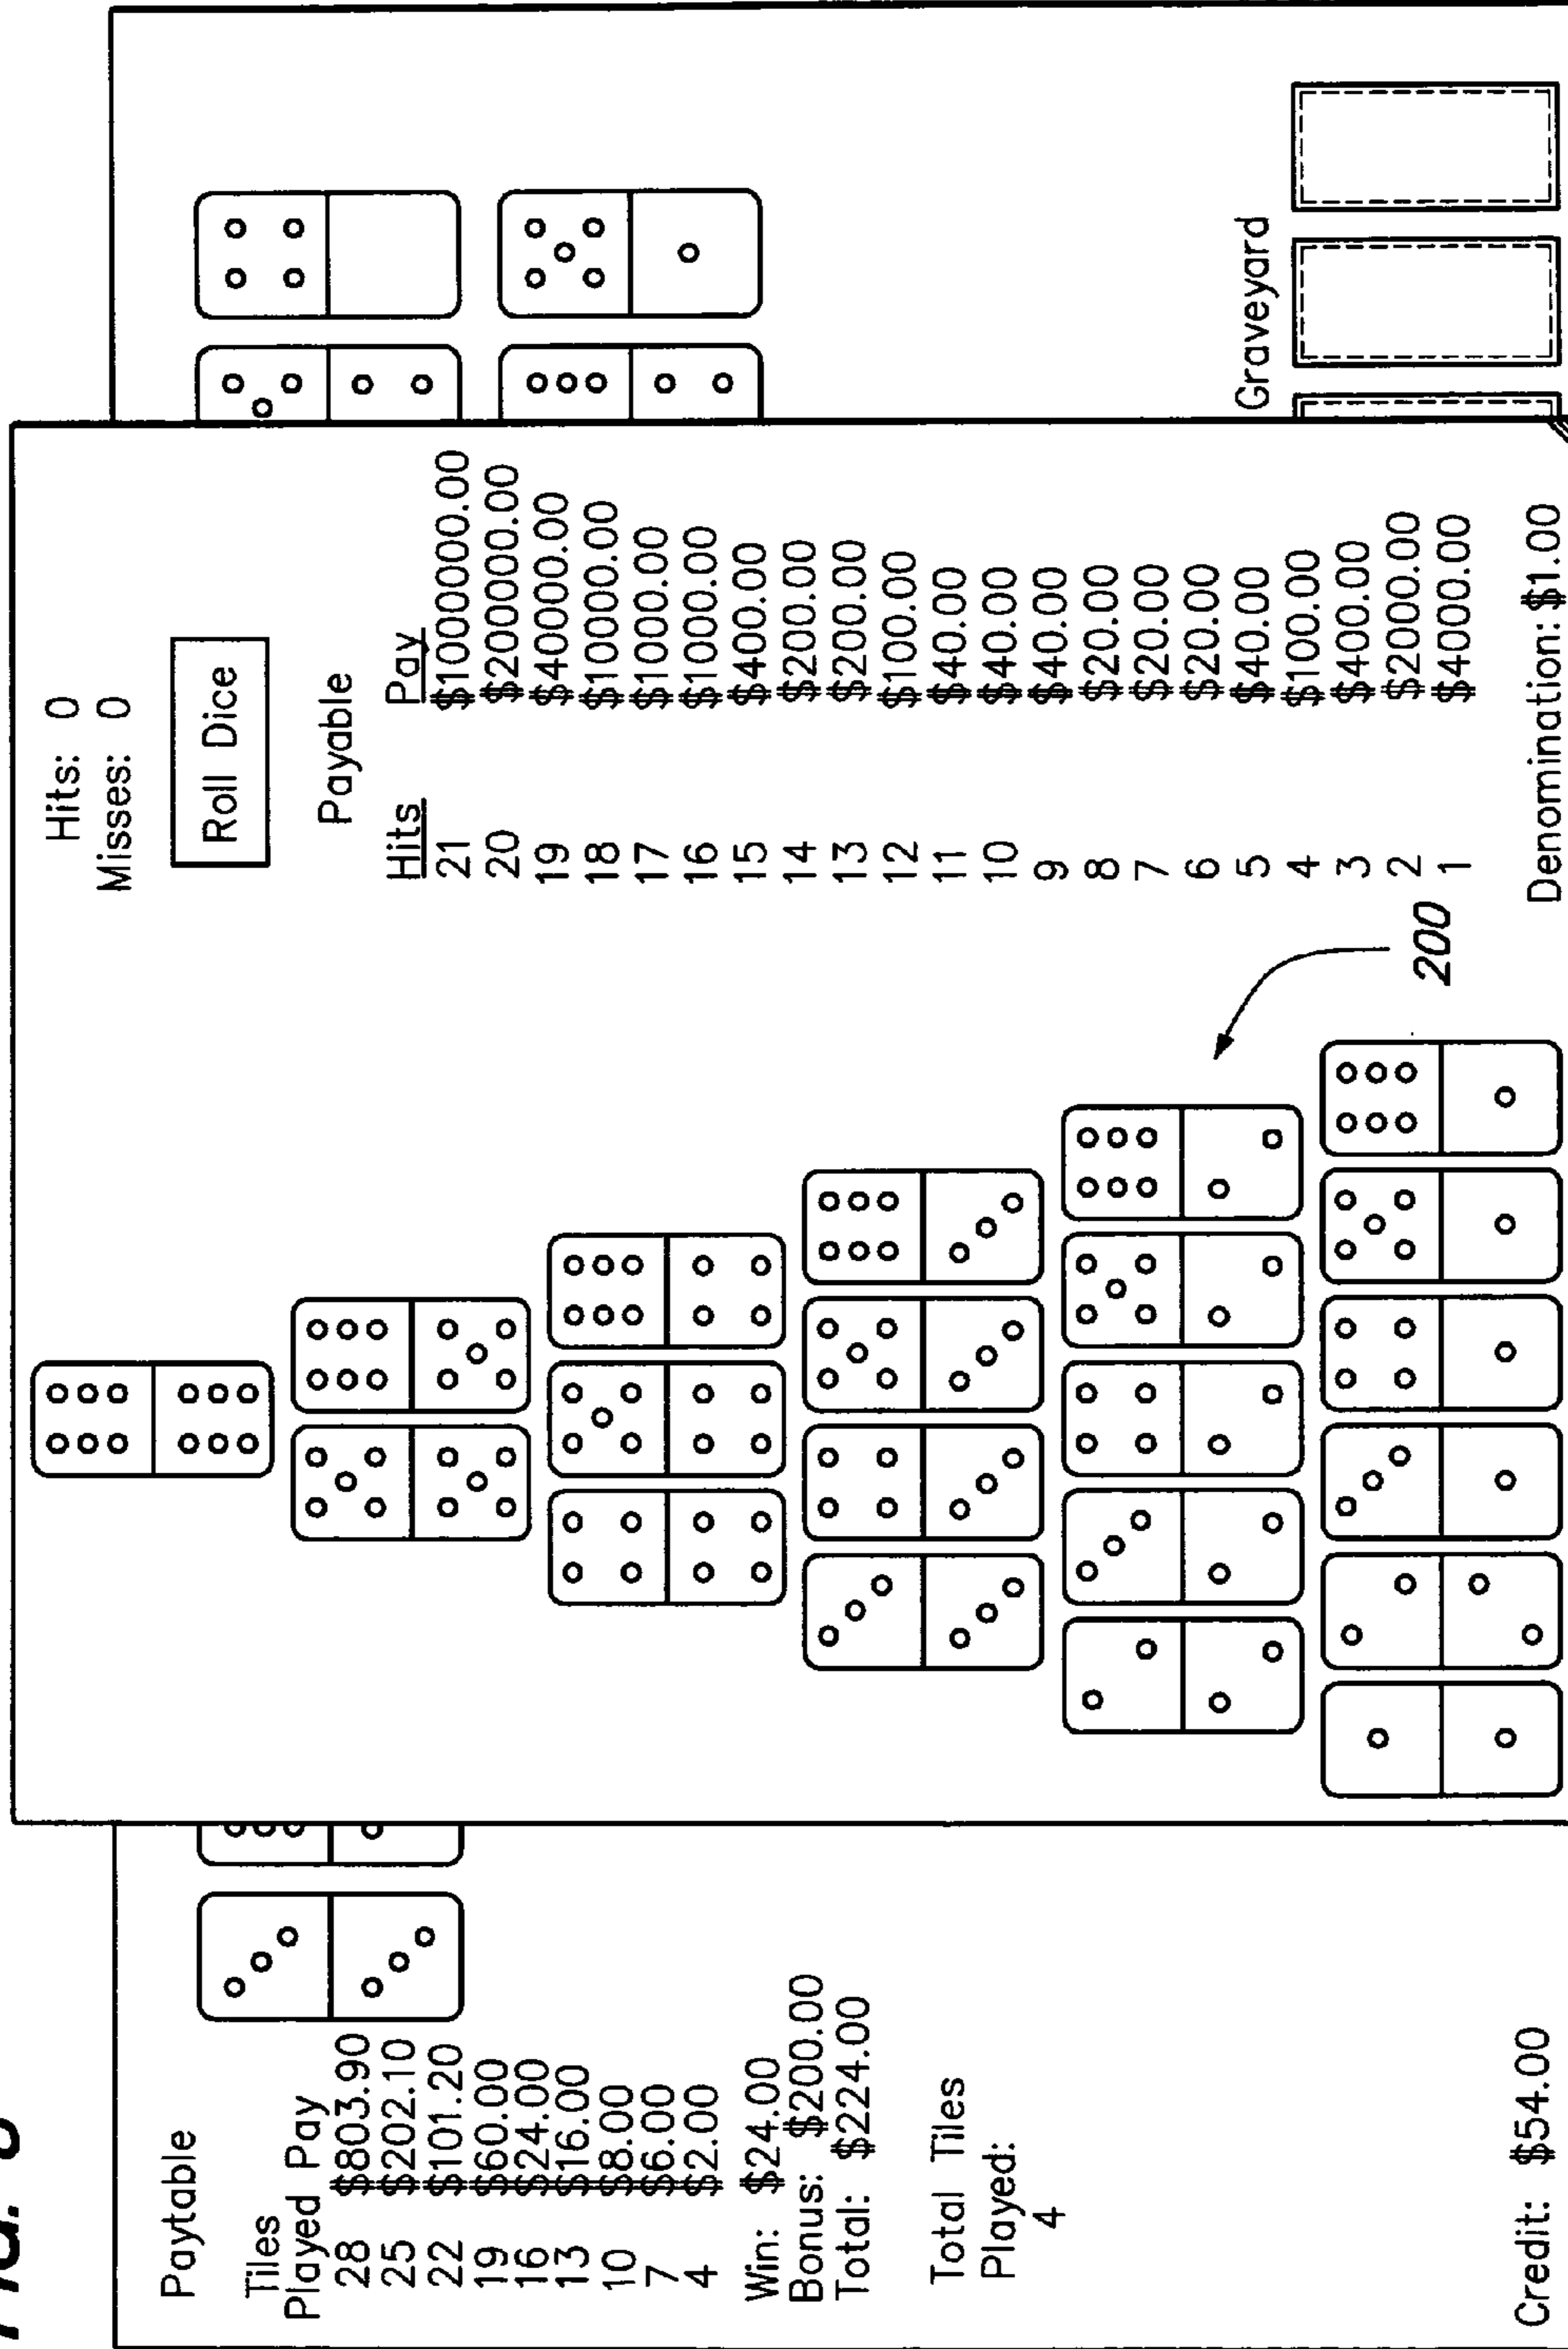 FIG.
Paytable
Tiles
Played Pay
28 $803.90
25 $202.10
22 $101.20
19 $60.00
16 $24.00
13 $16.00
10 $8.00
7 $6.00
4 $2.00
Win: $24.00
Bonus: $200.00
Total: $224.00
Total Tiles
Played:
4
Credit: $54.00
200
Hits: 0
Misses: 0
Roll Dice
Payable
Hits Pay
21 $1000000.00
20 $200000.00
19 $40000.00
18 $10000.00
17 $1000.00
16 $1000.00
15 $400.00
14 $200.00
13 $200.00
12 $100.00
11 $40.00
10 $40.00
9 $40.00
8 $20.00
7 $20.00
6 $20.00
5 $40.00
4 $100.00
3 $400.00
2 $2000.00
1 $4000.00
Denomination: $1.00
Graveyard